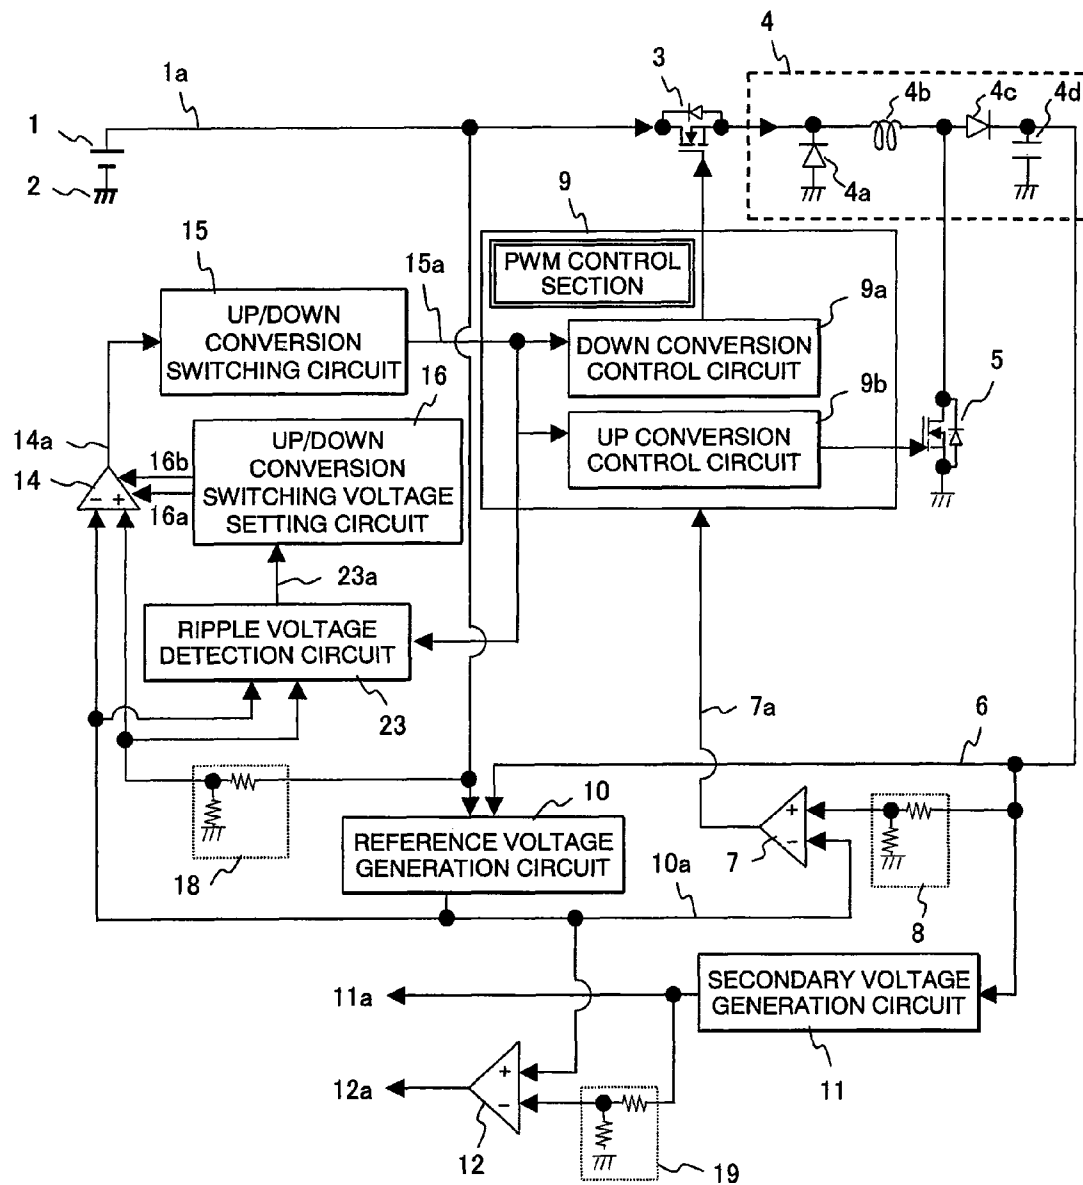 4
3
1a
4b
4c
4d
1
2
4a
9
15
15a
PWM CONTROL
SECTION
9a
UP/DOWN
CONVERSION
SWITCHING CIRCUIT
DOWN CONVERSION
CONTROL CIRCUIT
16
9b
5
14a
14
16b
16a
UP/DOWN
CONVERSION
SWITCHING VOLTAGE
SETTING CIRCUIT
UP CONVERSION
CONTROL CIRCUIT
- +
23a
RIPPLE VOLTAGE
DETECTION CIRCUIT
23
7a
6
10
REFERENCE VOLTAGE
GENERATION CIRCUIT
+
-
7
18
10a
8
11a
SECONDARY VOLTAGE
GENERATION CIRCUIT
11
+
-
12a
12
19